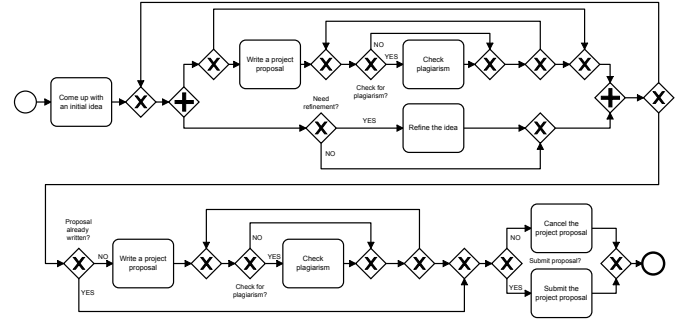 NO
Write a project
proposal
YES
Check
plagiarism
Check for
plagiarism?
Come up with
an initial idea
Need
refinement?
YES
Refine the idea
NO
Proposal
already
written?
NO
Write a project
proposal
YES
NO
YES
Check
plagiarism
Check for
plagiarism?
Cancel the
project proposal
NO
Submit proposal?
YES
Submit the
project proposal